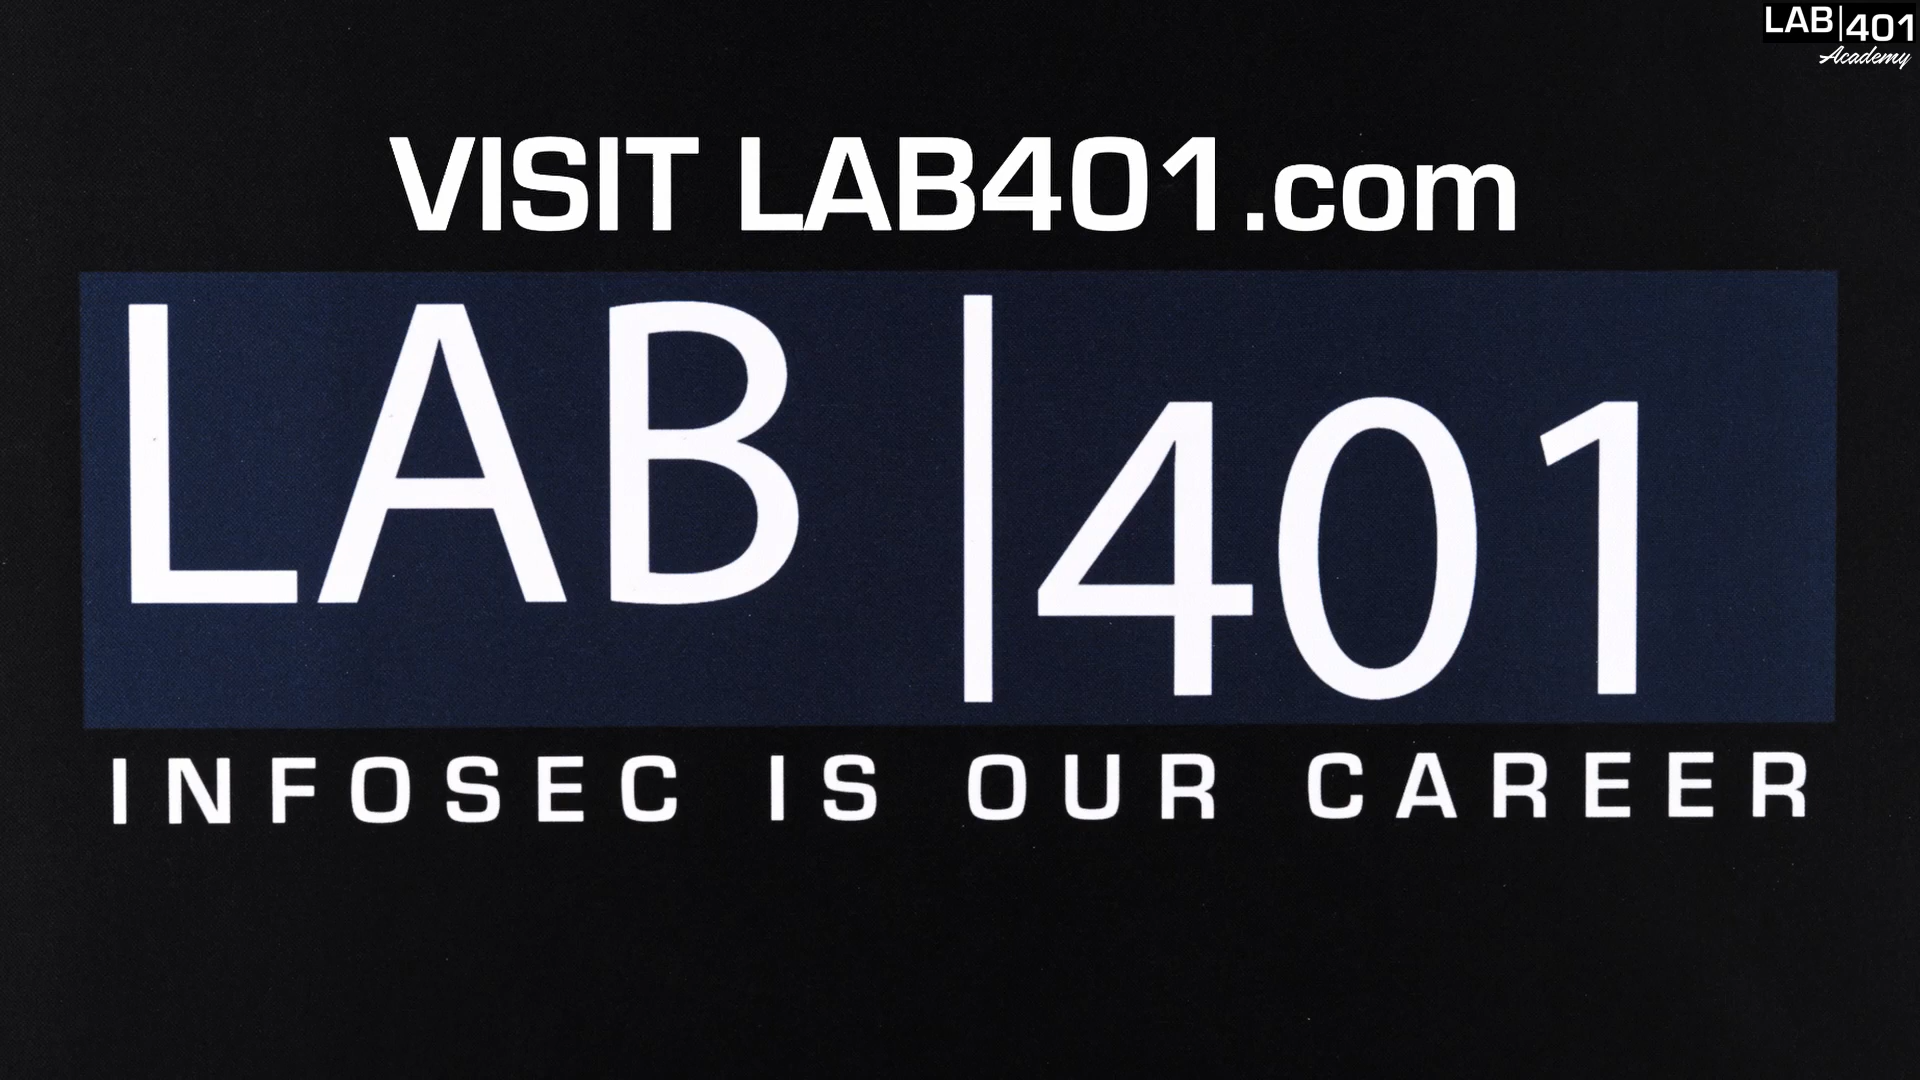 LAB|401
Academy
VISIT LAB401.com
LAB |401
INFOSEC IS OUR CAREER